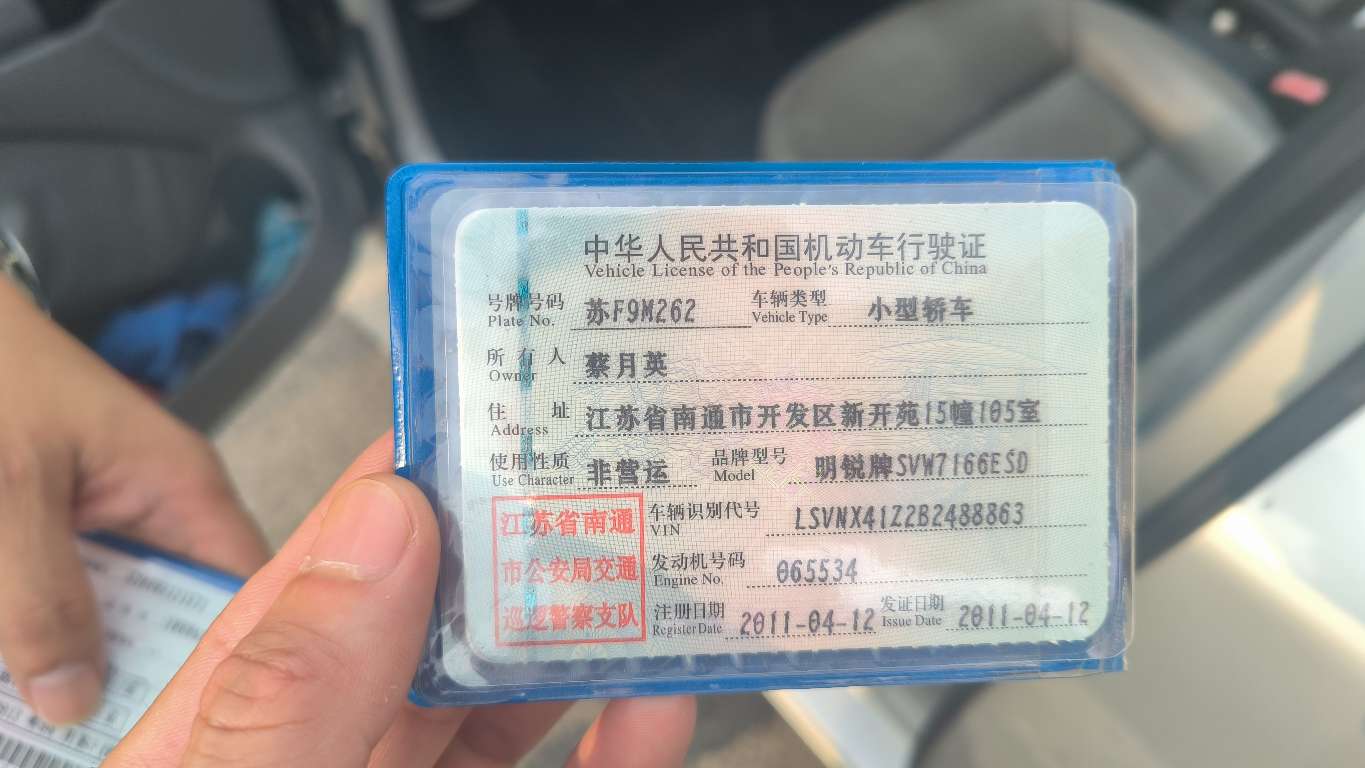 中华人民共和国机动车行驶证
Vehicle License of the People's Republic of China
号牌号码 苏F9M262 车辆类型 小型轿车
Plate No. Vehicle Type
所有人 蔡月英
Owner
住址 江苏省南通市开发区新开苑15幢105室
Address
使用性质 非营运 品牌型号 明锐牌SVW7166ESD
Use Character Model
江苏省南通
市公安局交通
巡逻警察支队
车辆识别代号 LSVNX41Z2B2488863
VIN
发动机号码 065534
Engine No.
注册日期 2011-04-12 发证日期 2011-04-12
Register Date Issue Date